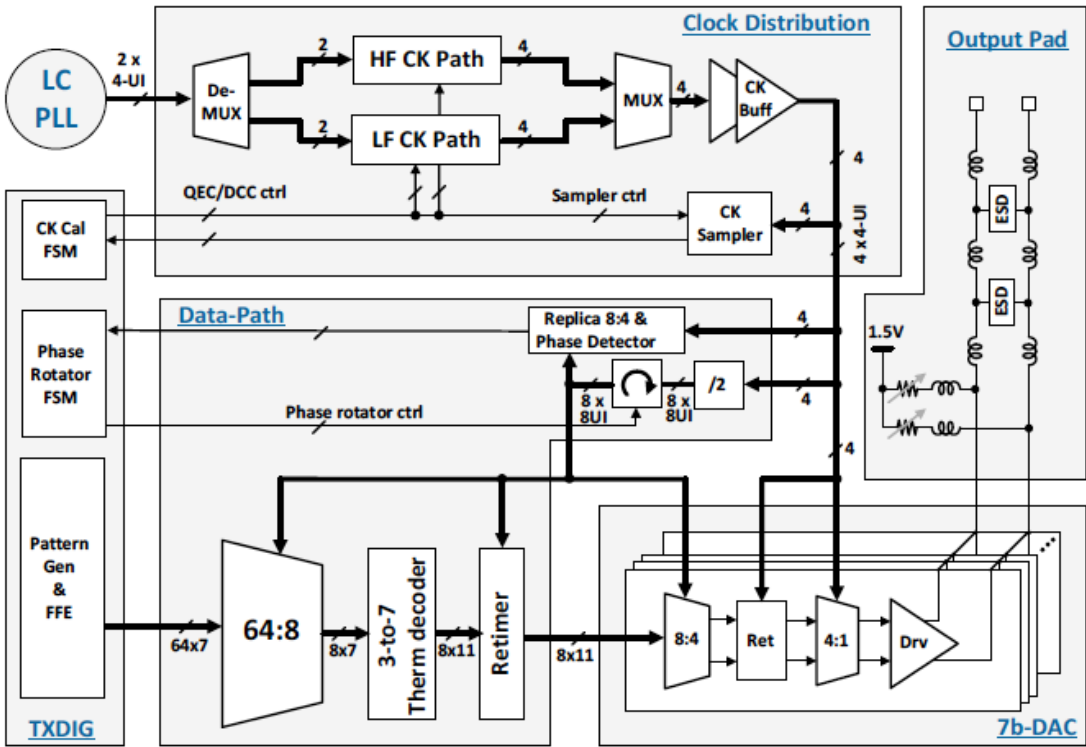 Clock Distribution
Output Pad
2 x
4-UI
LC
PLL
De-
MUX
2
HF CK Path
4
2
LF CK Path
4
MUX
4
CK
Buff
4
QEC/DCC ctrl
Sampler ctrl
CK Cal
FSM
CK
Sampler
4
4 x 4-UI
ESD
ESD
1.5V
Data-Path
Replica 8:4 &
Phase Detector
4
Phase
Rotator
FSM
Phase rotator ctrl
8 x
8UI
8 x
8UI
/2
4
4
Pattern
Gen
&
FFE
64x7
64:8
8x7
3-to-7
Therm decoder
8x11
Retimer
8x11
8:4
Ret
4:1
Drv
TXDIG
7b-DAC